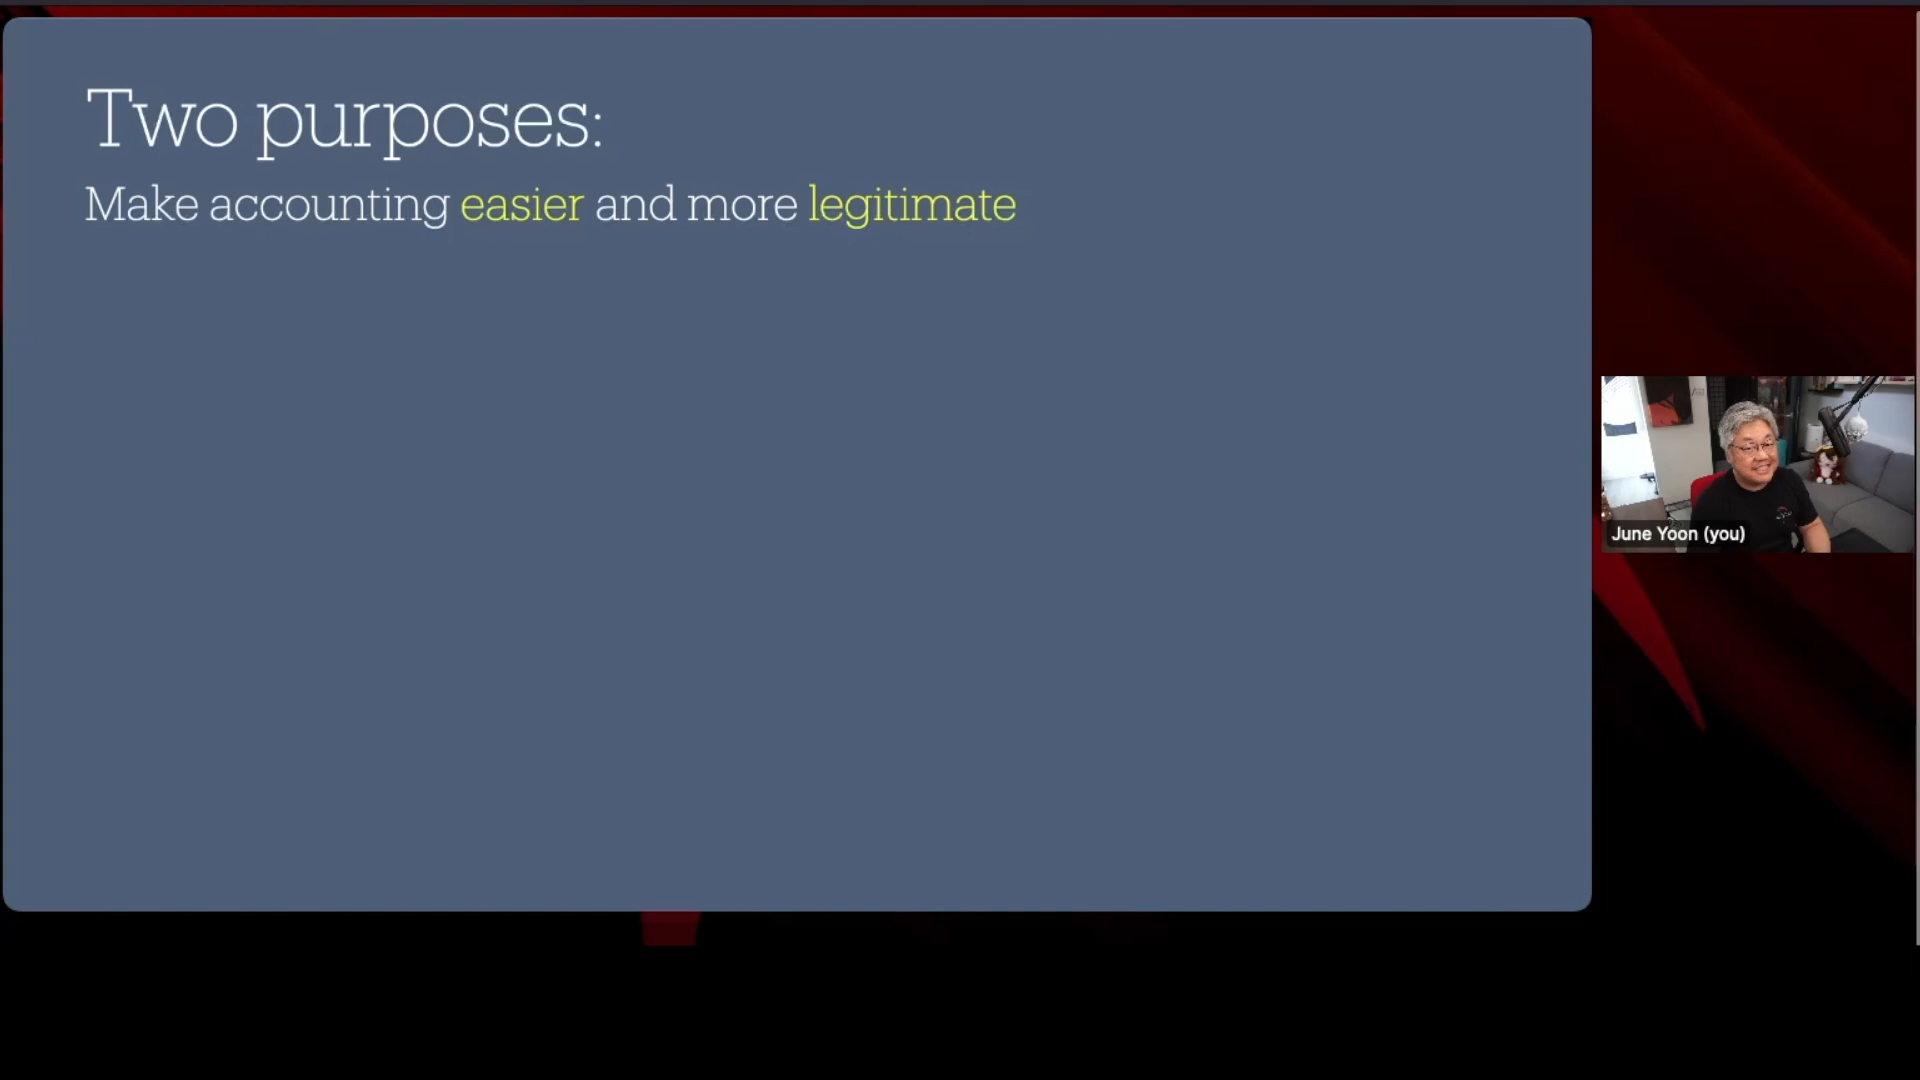 Two purposes:
Make accounting easier and more legitimate
June Yoon (you)